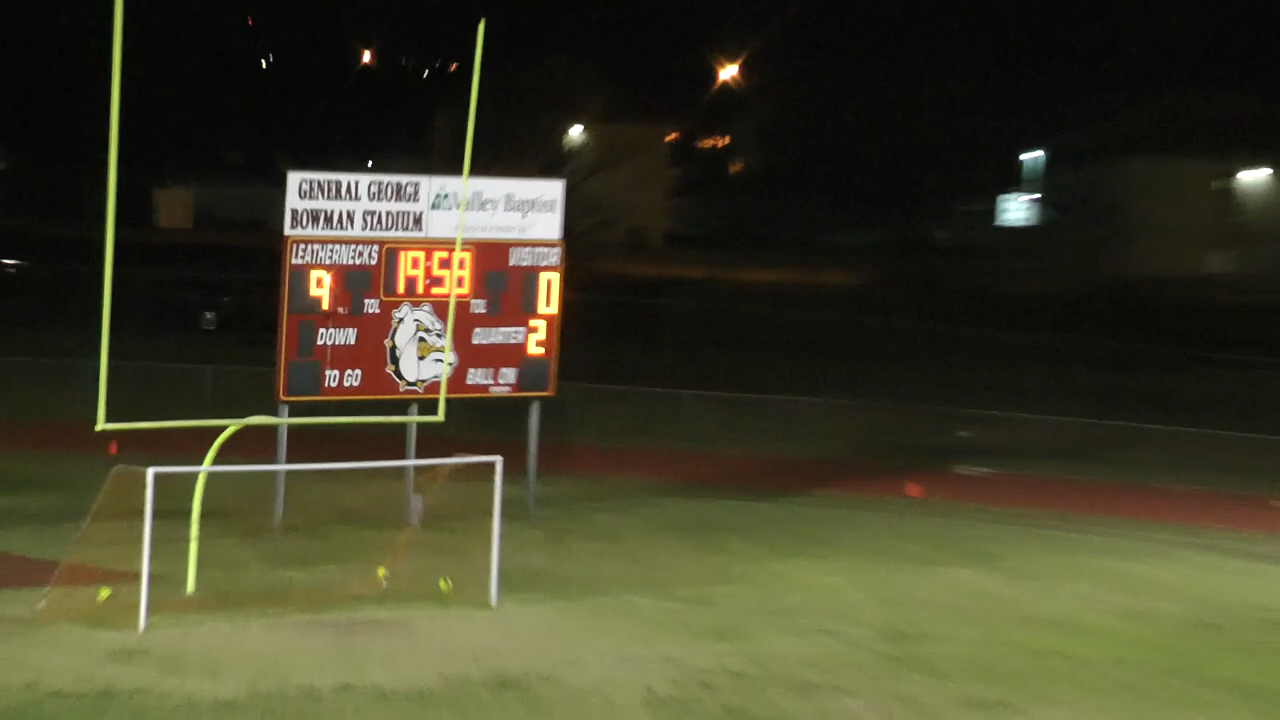 GENERAL GEORGE
BOWMAN STADIUM
Valley Baptist
LEATHERNECKS
19:58
VISITOR
9
TOL
TOL
0
DOWN
QUARTER
2
TO GO
BALL ON